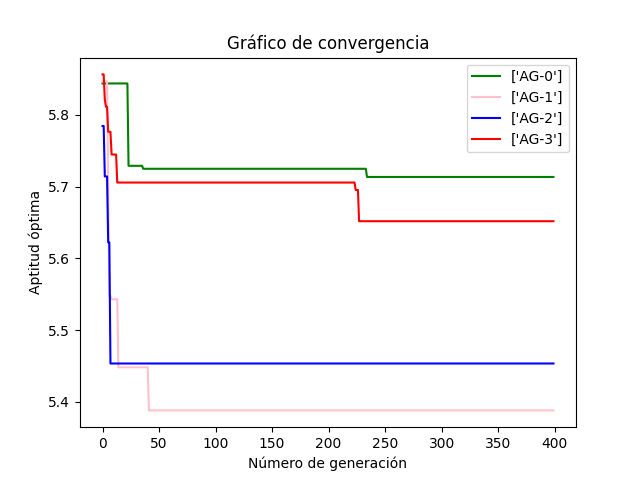 Gráfico de convergencia
['AG-0']
['AG-1']
['AG-2']
['AG-3']
5.8
5.7
5.6
5.5
5.4
Aptitud óptima
0 50 100 150 200 250 300 350 400
Número de generación